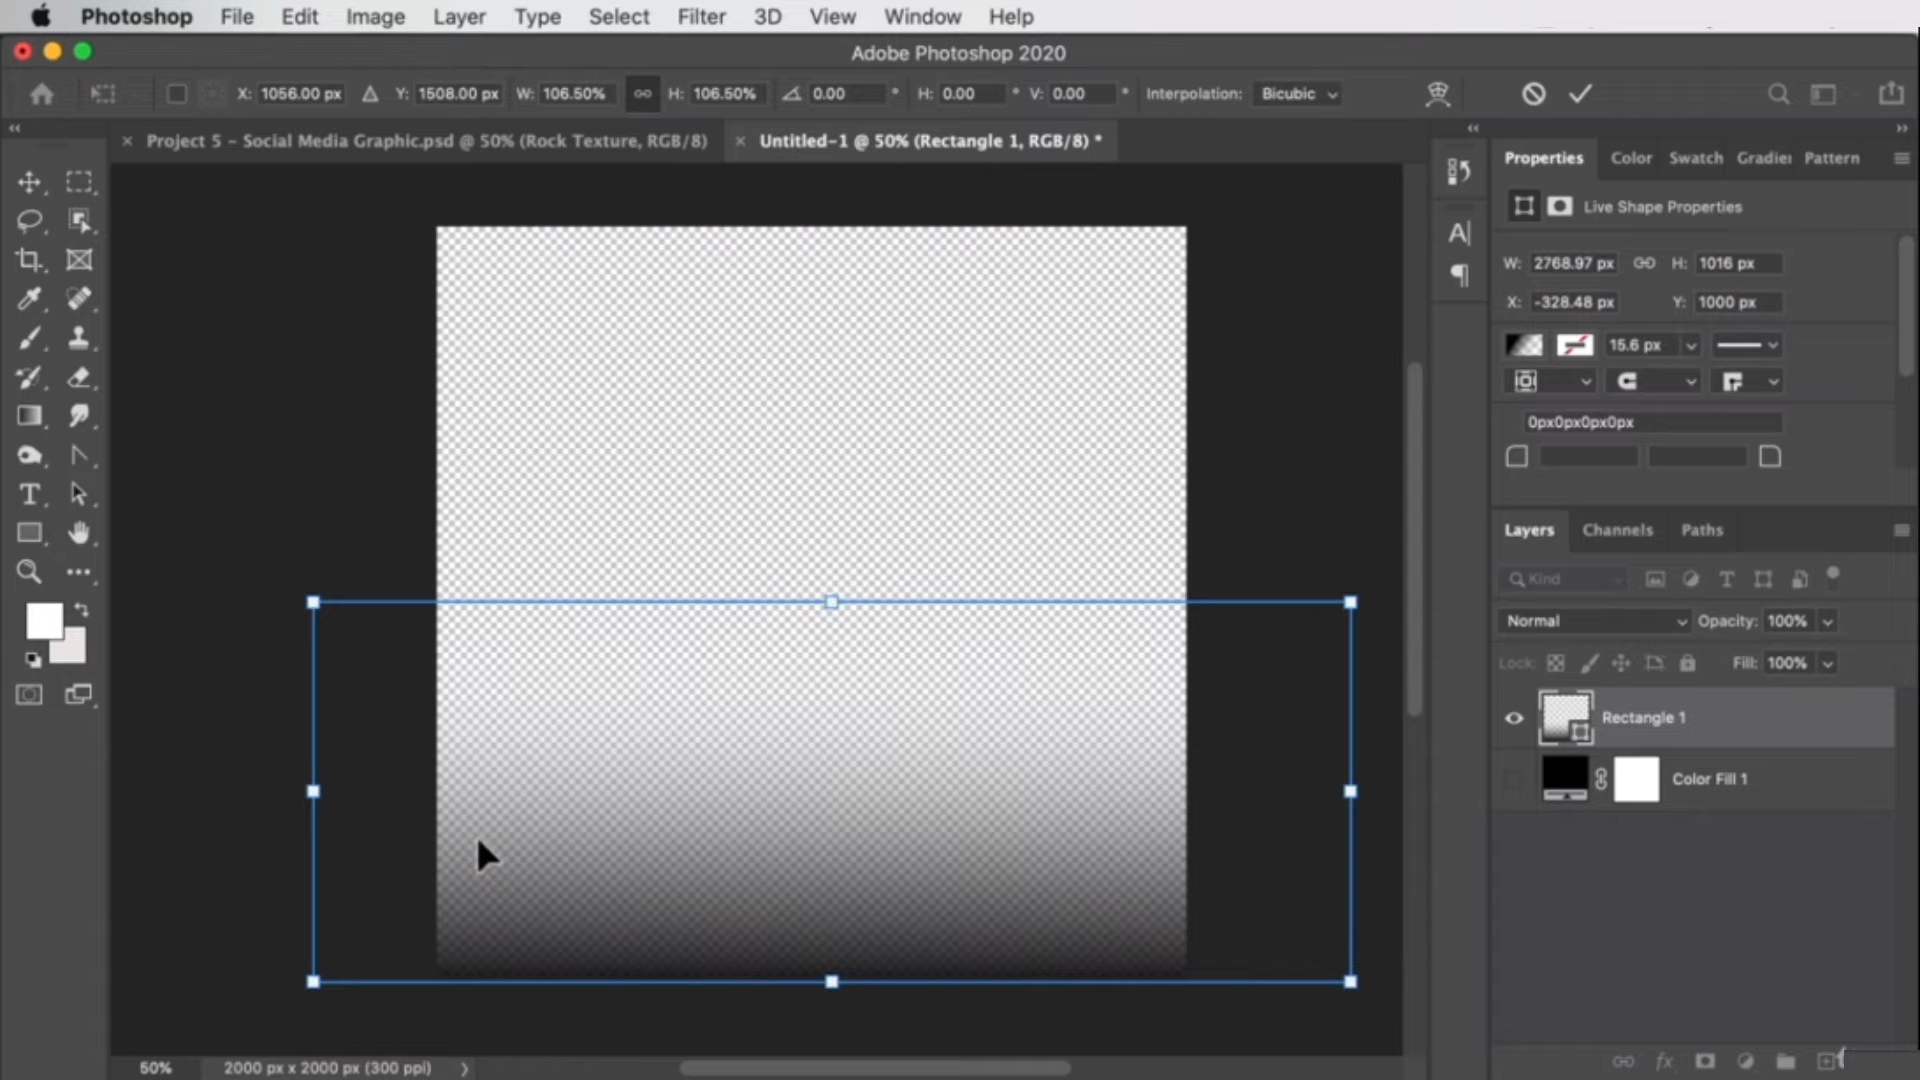 Photoshop File Edit Image Layer Type Select Filter 3D View Window Help
Adobe Photoshop 2020
X: 1056.00 px Y: 1508.00 px W: 106.50% H: 106.50% 0.00 ° H: 0.00 ° V: 0.00 ° Interpolation: Bicubic
Project 5 – Social Media Graphic.psd @ 50% (Rock Texture, RGB/8) Untitled-1 @ 50% (Rectangle 1, RGB/8) *
Properties Color Swatch Gradie Pattern
Live Shape Properties
W: 2768.97 px H: 1016 px
X: -328.48 px Y: 1000 px
15.6 px
0px0px0px0px
Layers Channels Paths
Kind
Normal Opacity: 100%
Lock: Fill: 100%
Rectangle 1
Color Fill 1
fx
50% 2000 px x 2000 px (300 ppi)